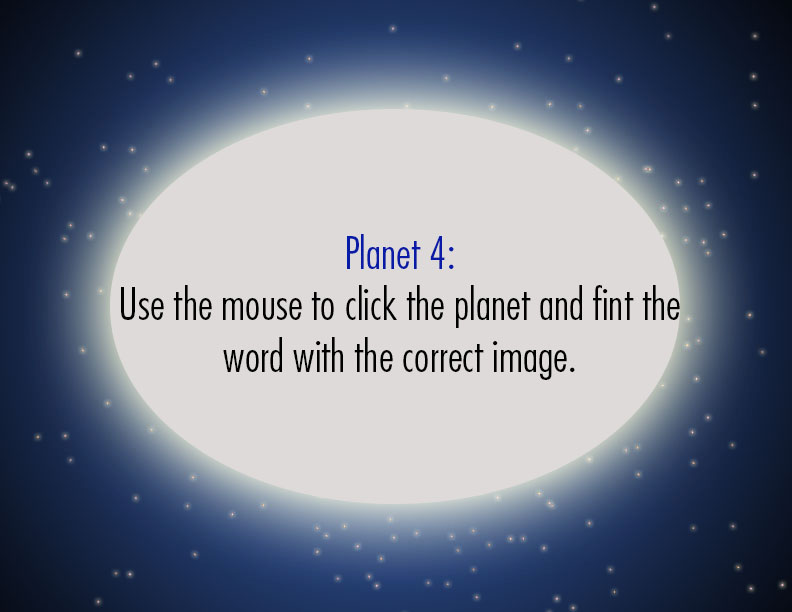 Planet 4:
Use the mouse to click the planet and fint the
word with the correct image.